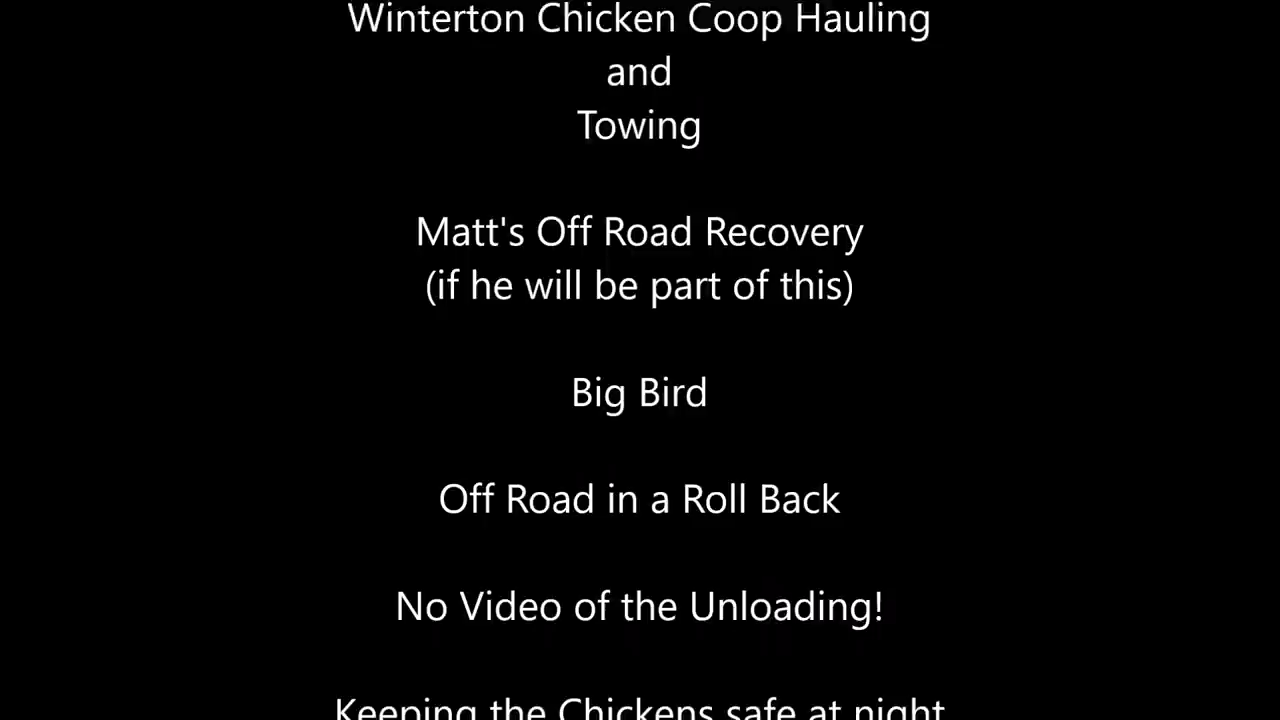 Winterton Chicken Coop Hauling
and
Towing
Matt's Off Road Recovery
(if he will be part of this)
Big Bird
Off Road in a Roll Back
No Video of the Unloading!
Keeping the Chickens safe at night